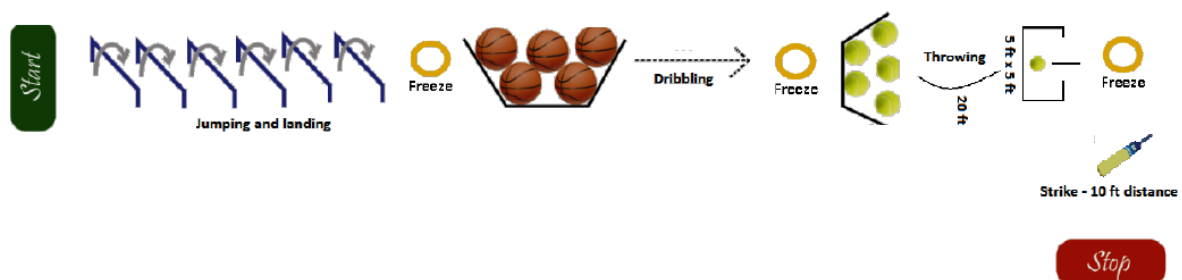 Start
Jumping and landing
Freeze
Dribbling
Freeze
Throwing
20 ft
5 ft x 5 ft
Freeze
Strike - 10 ft distance
Stop